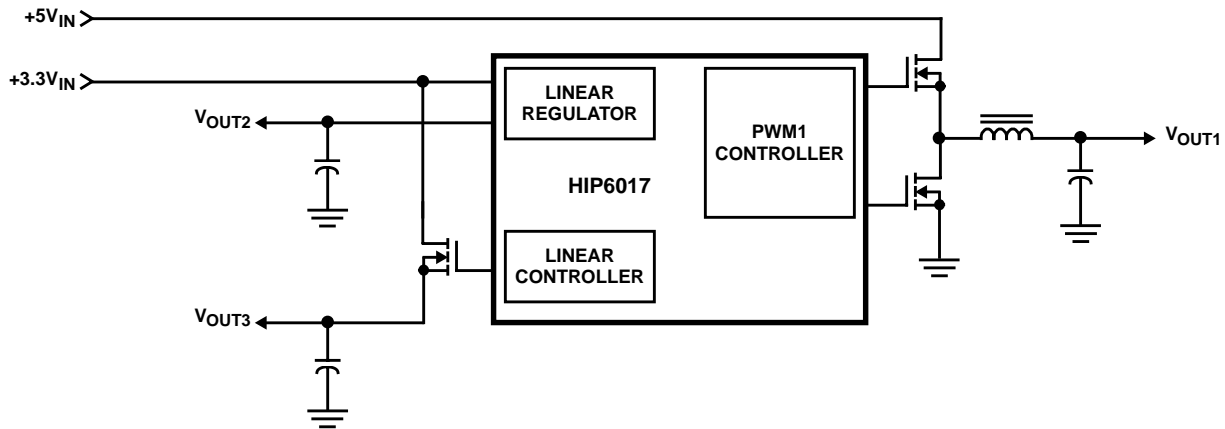 +5VIN
+3.3VIN
LINEAR
REGULATOR
PWM1
CONTROLLER
VOUT2
VOUT1
HIP6017
LINEAR
CONTROLLER
VOUT3